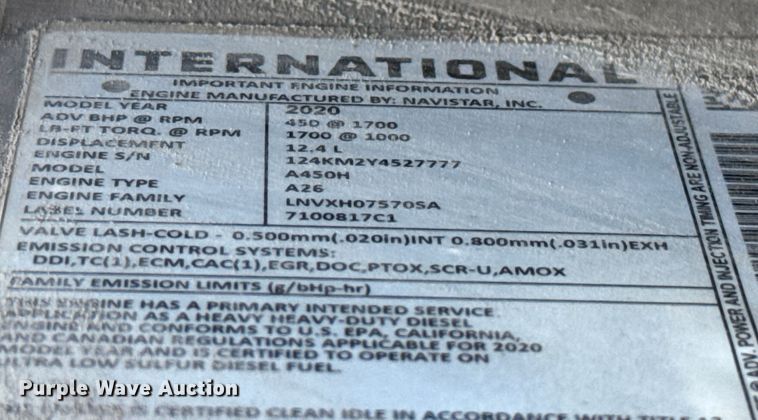 INTERNATIONAL
IMPORTANT ENGINE INFORMATION
ENGINE MANUFACTURED BY: NAVISTAR, INC.
MODEL YEAR 2020
ADV BHP @ RPM 450 @ 1700
LB-FT TORQ. @ RPM 1700 @ 1000
DISPLACEMENT 12.4 L
ENGINE S/N 124KM2Y4527777
MODEL A450H
ENGINE TYPE A26
ENGINE FAMILY LNVXH07570SA
LABEL NUMBER 7100817C1
VALVE LASH-COLD - 0.500mm(.020in)INT 0.800mm(.031in)EXH
EMISSION CONTROL SYSTEMS:
DDI,TC(1),ECM,CAC(1),EGR,DOC,PTOX,SCR-U,AMOX
FAMILY EMISSION LIMITS (g/bHp-hr)
THIS ENGINE HAS A PRIMARY INTENDED SERVICE
APPLICATION AS A HEAVY HEAVY DUTY DIESEL
ENGINE AND CONFORMS TO U.S. EPA, CALIFORNIA,
AND CANADIAN REGULATIONS APPLICABLE FOR 2020
MODEL YEAR AND IS CERTIFIED TO OPERATE ON
ULTRA LOW SULFUR DIESEL FUEL.
IS CERTIFIED CLEAN IDLE IN ACCORDANCE WITH TITLE 13
@ ADV. POWER AND INJECTION TIMING ARE NON-ADJUSTABLE
Purple Wave Auction